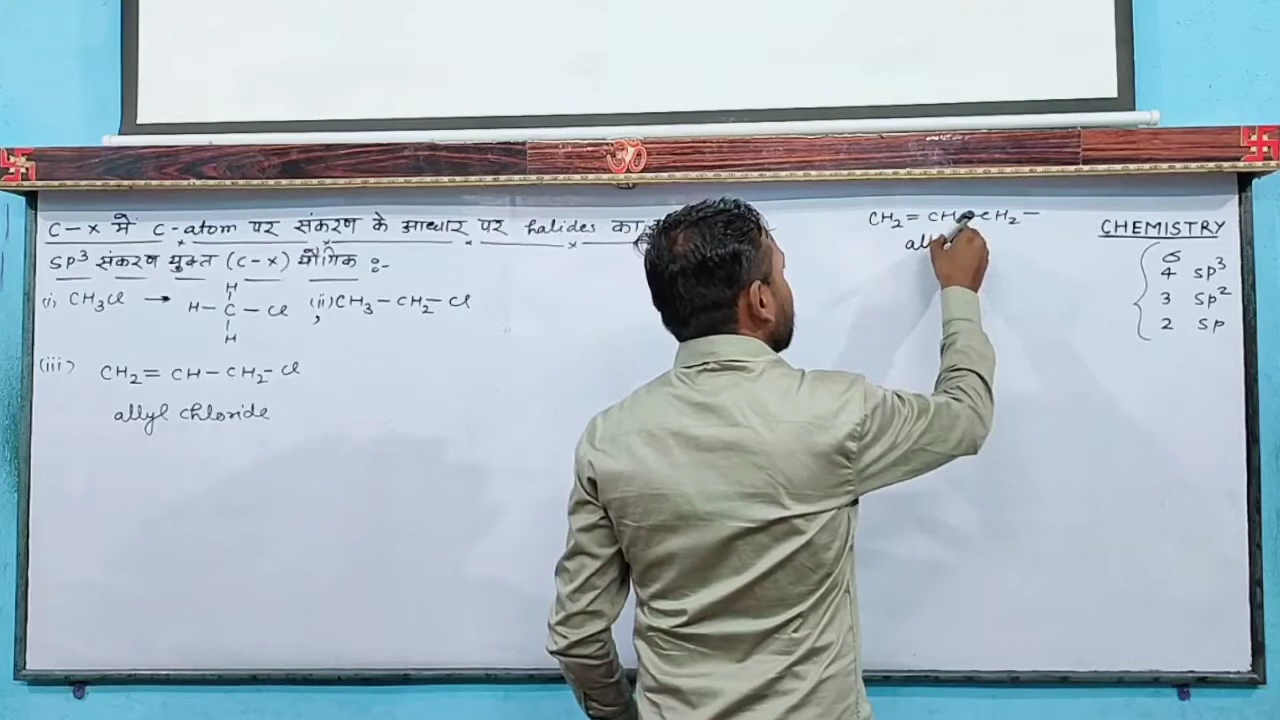 C-X में C-atom पर संकरण के आधार पर halides का
SP³ संकरण युक्त (C-X) यौगिक :-
(i) CH₃Cl → H-C-Cl (ii) CH₃-CH₂-Cl
H
H
(iii) CH₂=CH-CH₂-Cl
allyl chloride
CH₂=CH-CH₂-
CHEMISTRY
σ
4 SP³
3 SP²
2 SP